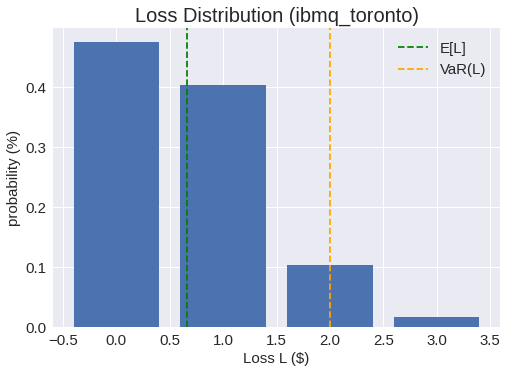 Loss Distribution (ibmq_toronto)
E[L]
VaR(L)
probability (%)
0.4
0.3
0.2
0.1
0.0
−0.5 0.0 0.5 1.0 1.5 2.0 2.5 3.0 3.5
Loss L ($)